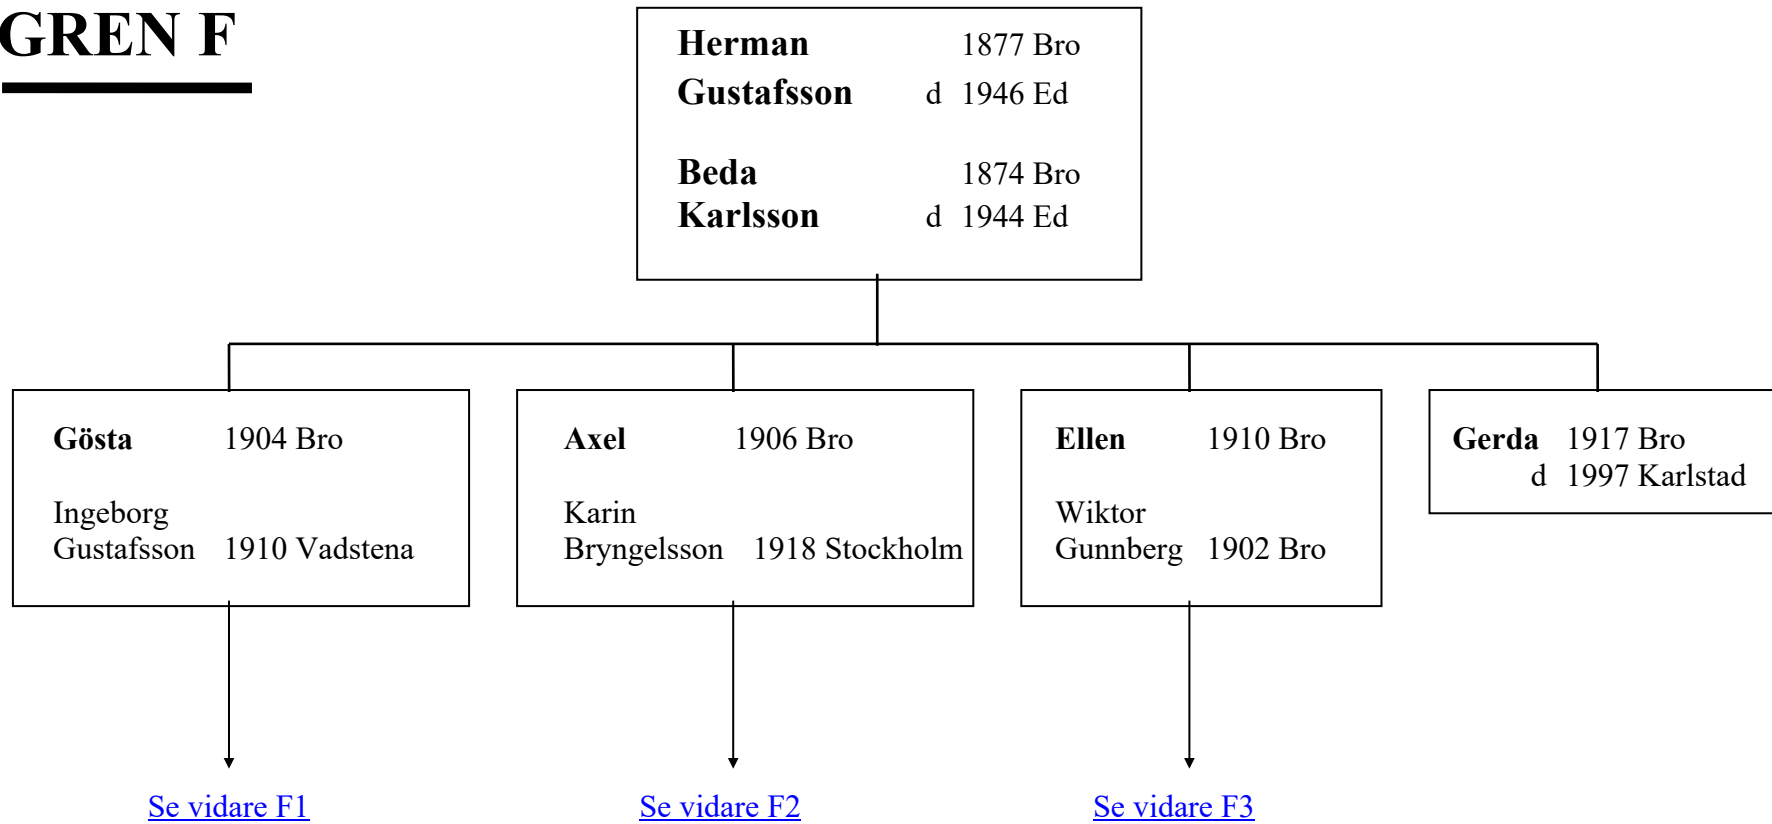 GREN F
Herman 1877 Bro
Gustafsson d 1946 Ed
Beda 1874 Bro
Karlsson d 1944 Ed
Gösta 1904 Bro
Ingeborg
Gustafsson 1910 Vadstena
Axel 1906 Bro
Karin
Bryngelsson 1918 Stockholm
Ellen 1910 Bro
Wiktor
Gunnberg 1902 Bro
Gerda 1917 Bro
d 1997 Karlstad
Se vidare F1
Se vidare F2
Se vidare F3